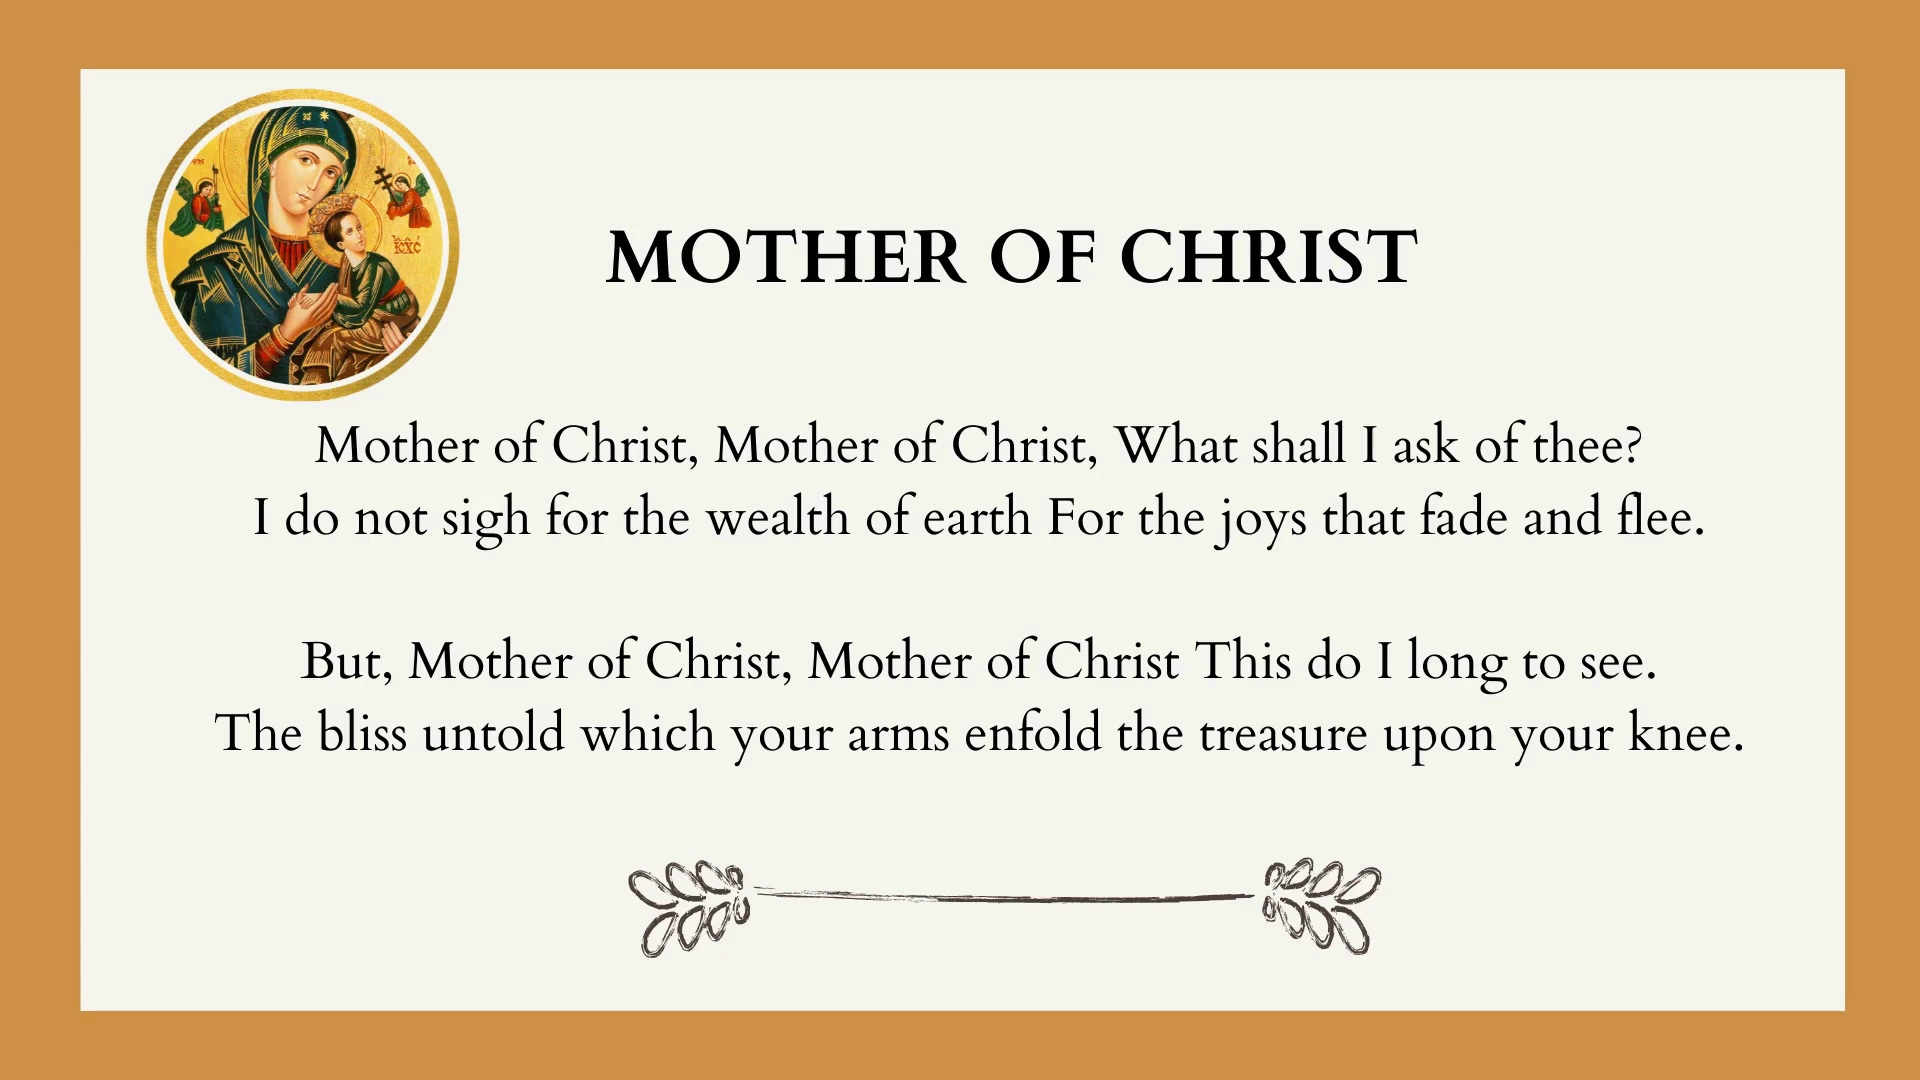 MOTHER OF CHRIST
Mother of Christ, Mother of Christ, What shall I ask of thee?
I do not sigh for the wealth of earth For the joys that fade and flee.
But, Mother of Christ, Mother of Christ This do I long to see.
The bliss untold which your arms enfold the treasure upon your knee.